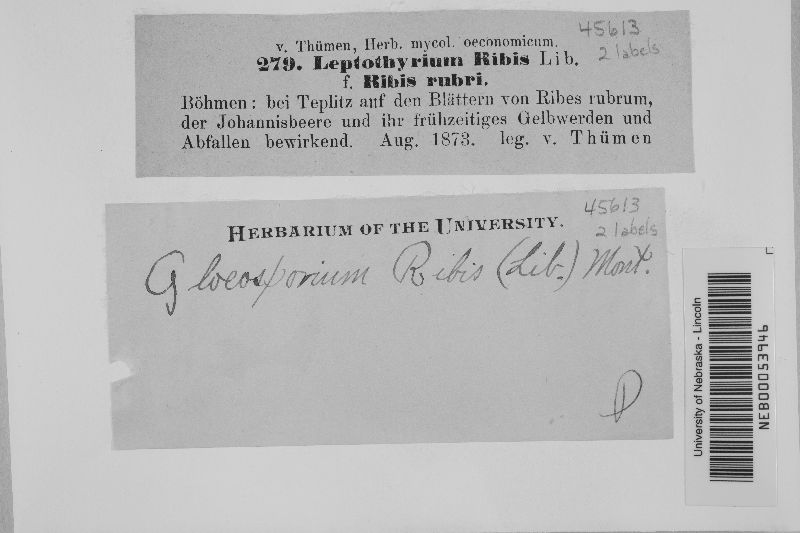 v. Thümen, Herb. mycol. oeconomicum.
45613
2 labels
279. Leptothyrium Ribis Lib.
f. Ribis rubri.
Böhmen: bei Teplitz auf den Blättern von Ribes rubrum,
der Johannisbeere und ihr frühzeitiges Gelbwerden und
Abfallen bewirkend. Aug. 1873. leg. v. Thümen
45613
2 labels
HERBARIUM OF THE UNIVERSITY.
Gloeosporium Ribis (Lib.) Mont.
University of Nebraska - Lincoln
NEB00053946